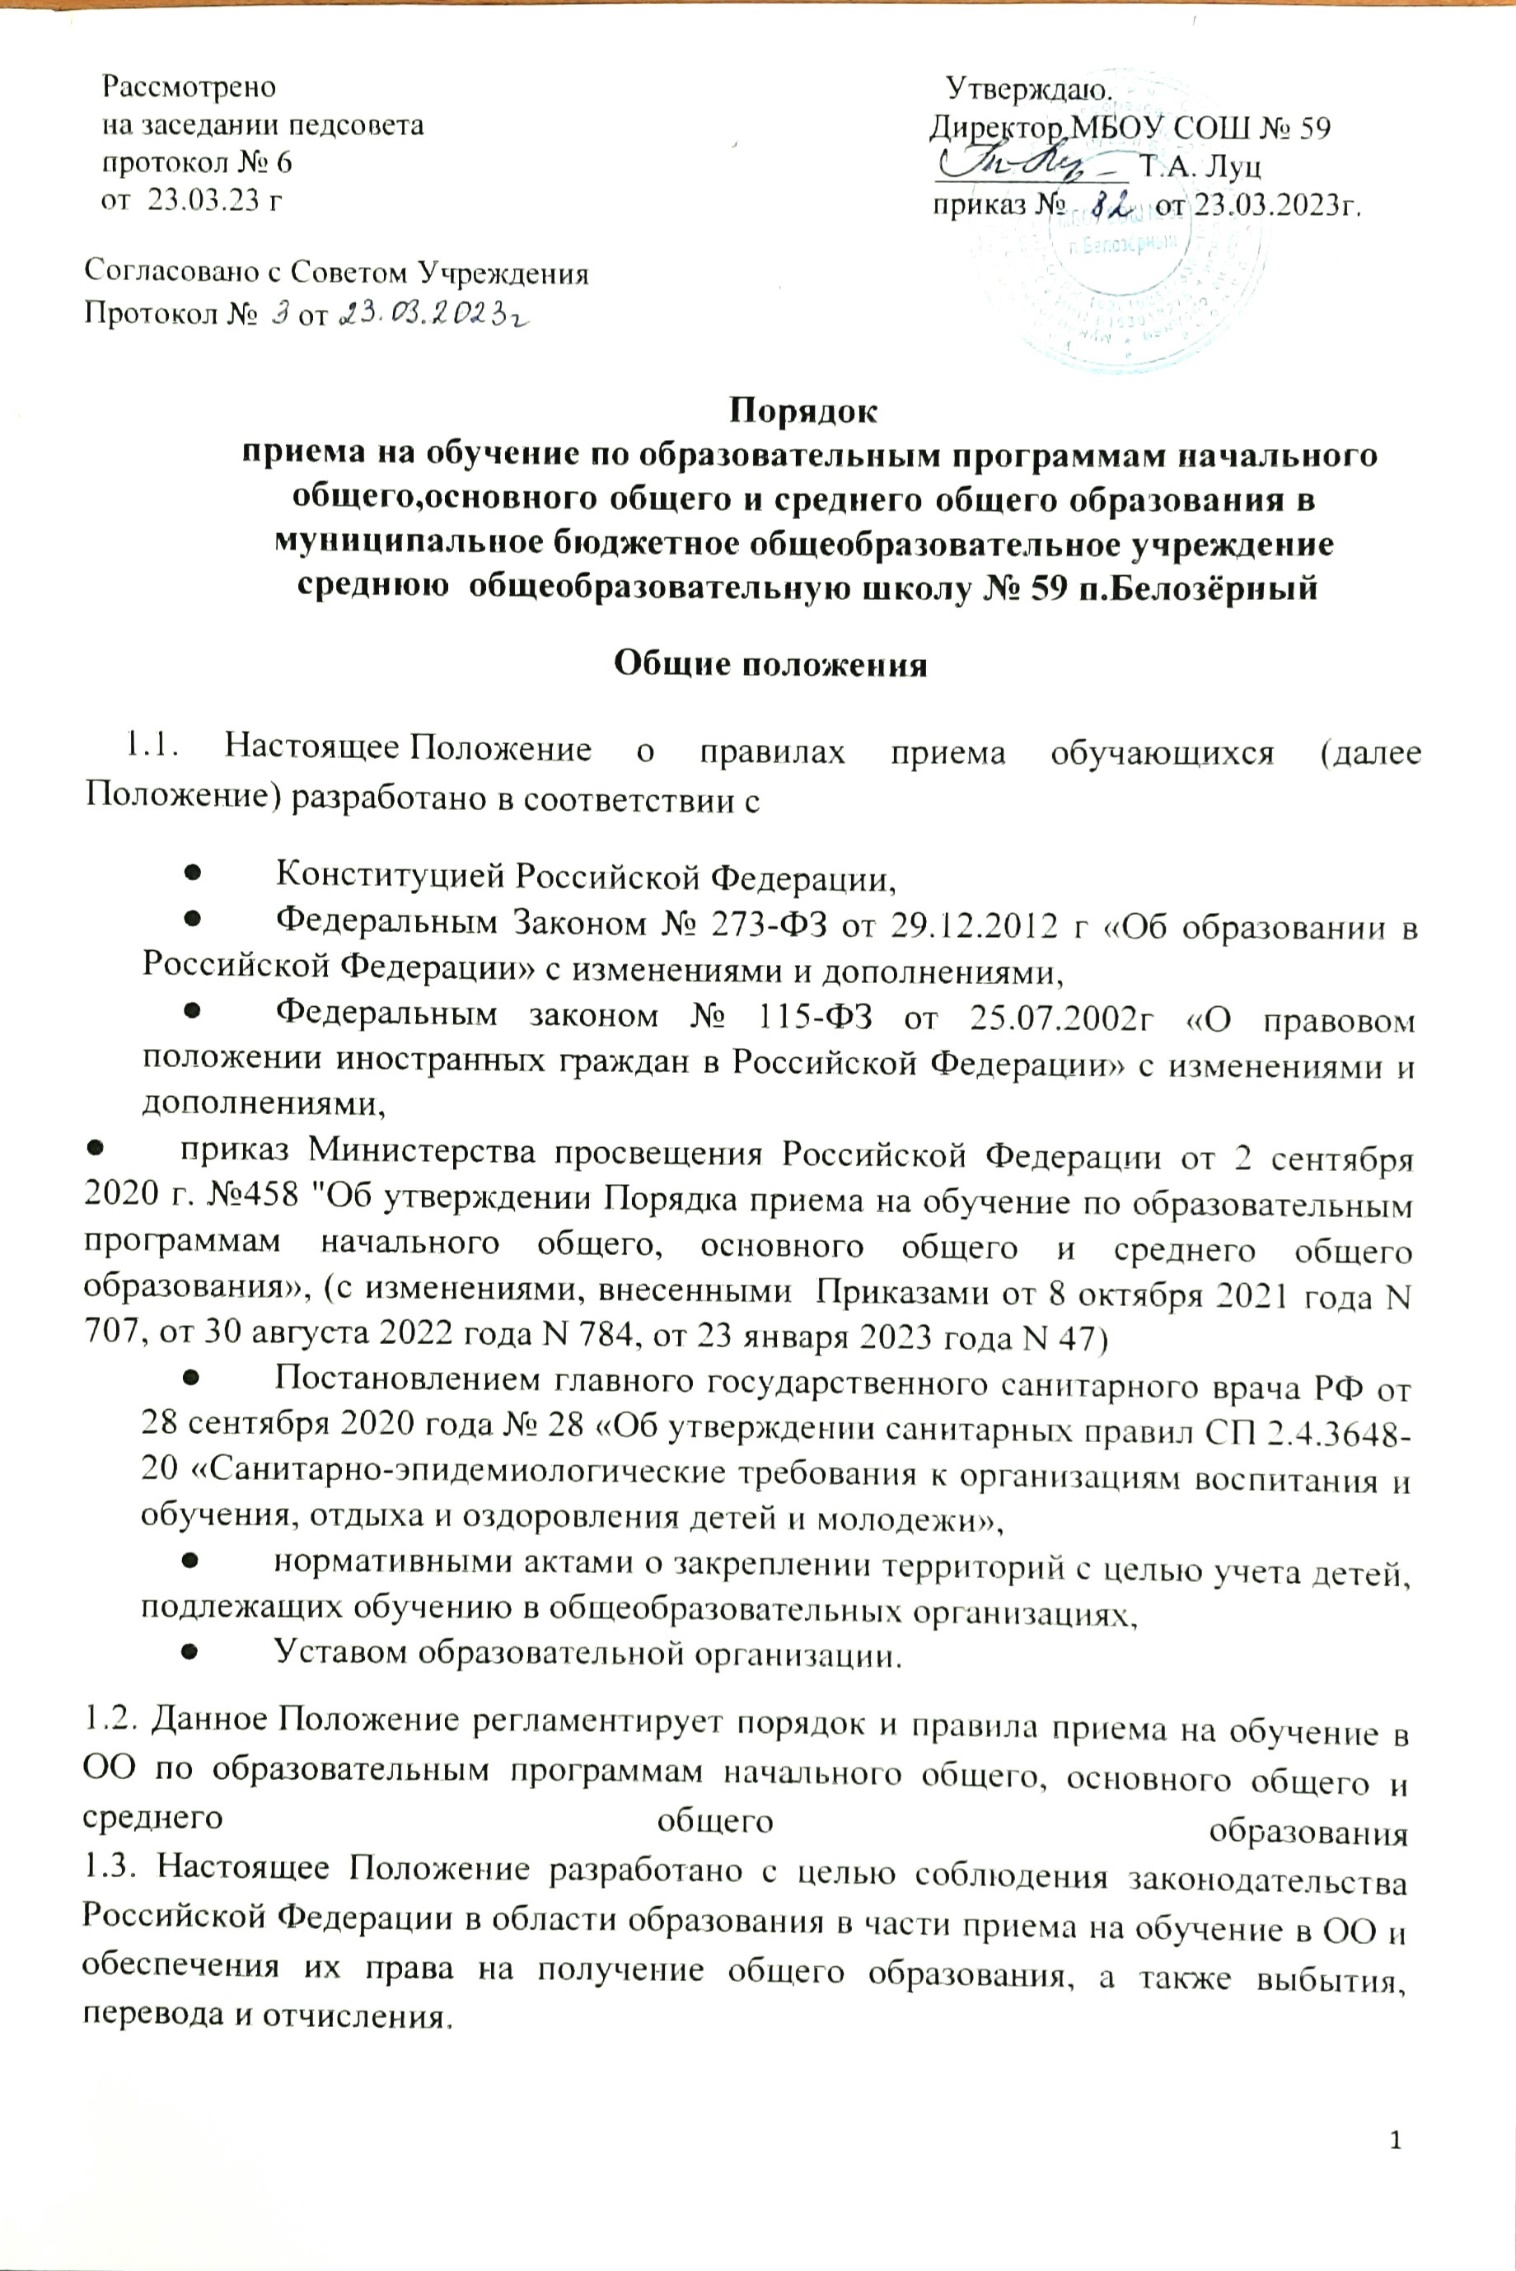 Рассмотрено
на заседании педсовета
протокол № 6
от 23.03.23 г
Согласовано с Советом Учреждения
Протокол № 3 от 23.03.2023г
Утверждаю.
Директор МБОУ СОШ № 59
Т.А. Луц
приказ № 82 от 23.03.2023г.
п.Белозёрный
Порядок
приема на обучение по образовательным программам начального
общего,основного общего и среднего общего образования в
муниципальное бюджетное общеобразовательное учреждение
среднюю общеобразовательную школу № 59 п.Белозёрный
Общие положения
1.1. Настоящее Положение о правилах приема обучающихся (далее
Положение) разработано в соответствии с
● Конституцией Российской Федерации,
● Федеральным Законом № 273-ФЗ от 29.12.2012 г «Об образовании в
Российской Федерации» с изменениями и дополнениями,
● Федеральным законом № 115-ФЗ от 25.07.2002г «О правовом
положении иностранных граждан в Российской Федерации» с изменениями и
дополнениями,
● приказ Министерства просвещения Российской Федерации от 2 сентября
2020 г. №458 "Об утверждении Порядка приема на обучение по образовательным
программам начального общего, основного общего и среднего общего
образования», (с изменениями, внесенными Приказами от 8 октября 2021 года N
707, от 30 августа 2022 года N 784, от 23 января 2023 года N 47)
● Постановлением главного государственного санитарного врача РФ от
28 сентября 2020 года № 28 «Об утверждении санитарных правил СП 2.4.3648-
20 «Санитарно-эпидемиологические требования к организациям воспитания и
обучения, отдыха и оздоровления детей и молодежи»,
● нормативными актами о закреплении территорий с целью учета детей,
подлежащих обучению в общеобразовательных организациях,
● Уставом образовательной организации.
1.2. Данное Положение регламентирует порядок и правила приема на обучение в
ОО по образовательным программам начального общего, основного общего и
среднего общего образования
1.3. Настоящее Положение разработано с целью соблюдения законодательства
Российской Федерации в области образования в части приема на обучение в ОО и
обеспечения их права на получение общего образования, а также выбытия,
перевода и отчисления.
1